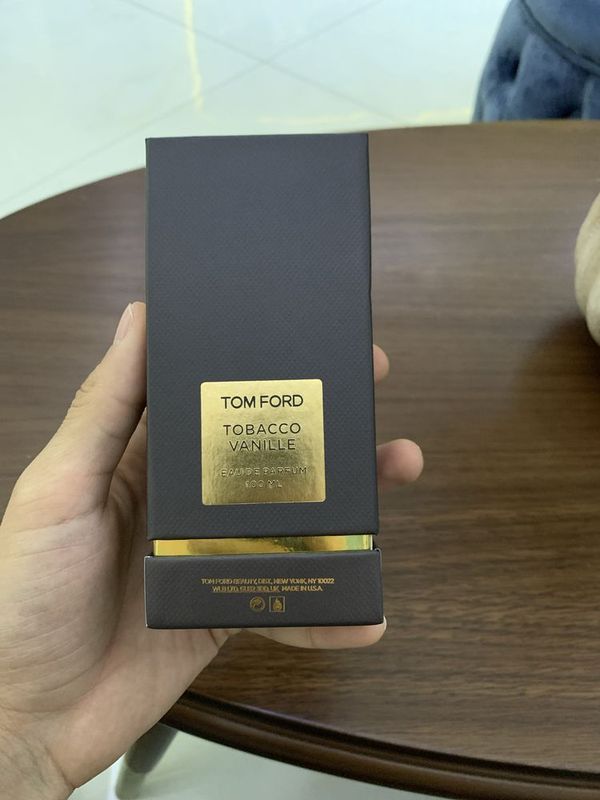 TOM FORD
TOBACCO
VANILLE
EAU DE PARFUM
100 ML
TOM FORD BEAUTY, DIST., NEW YORK, NY 10022
MADE IN U.S.A.